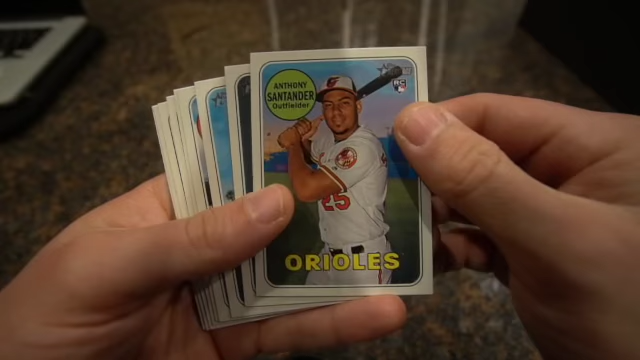 ANTHONY
SANTANDER
Outfielder
RC
25
ORIOLES